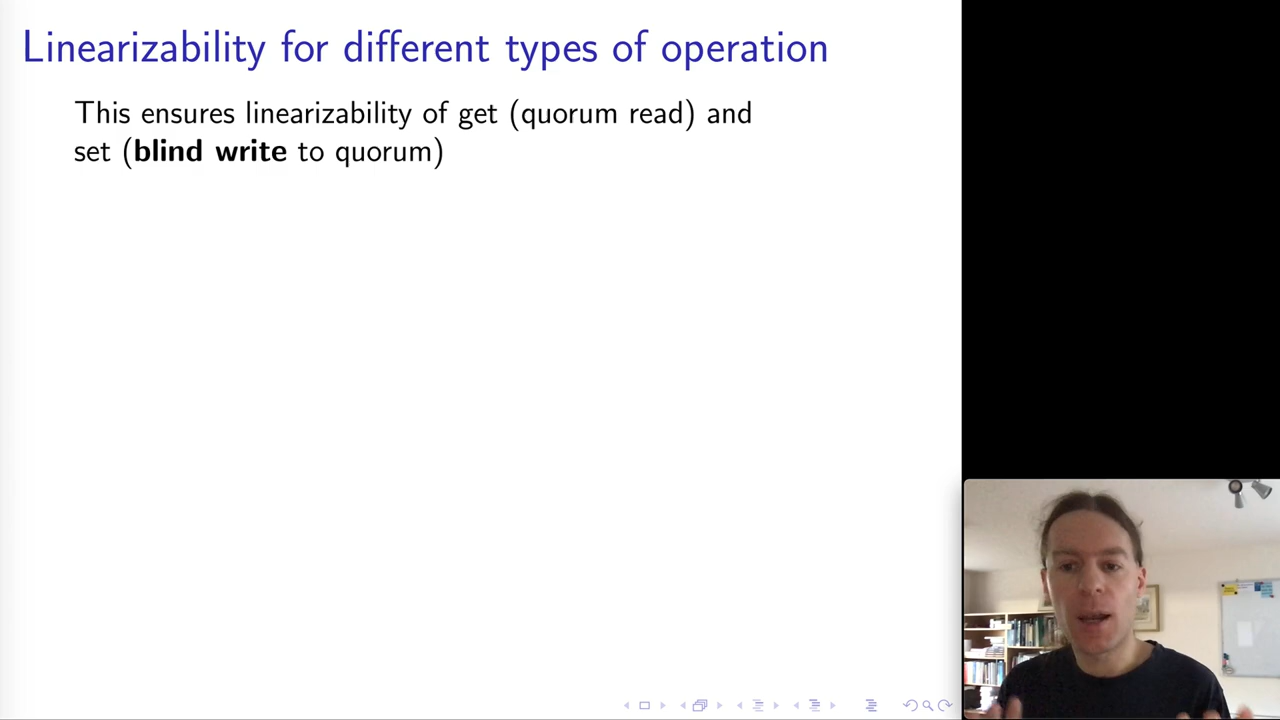 Linearizability for different types of operation
This ensures linearizability of get (quorum read) and
set (blind write to quorum)